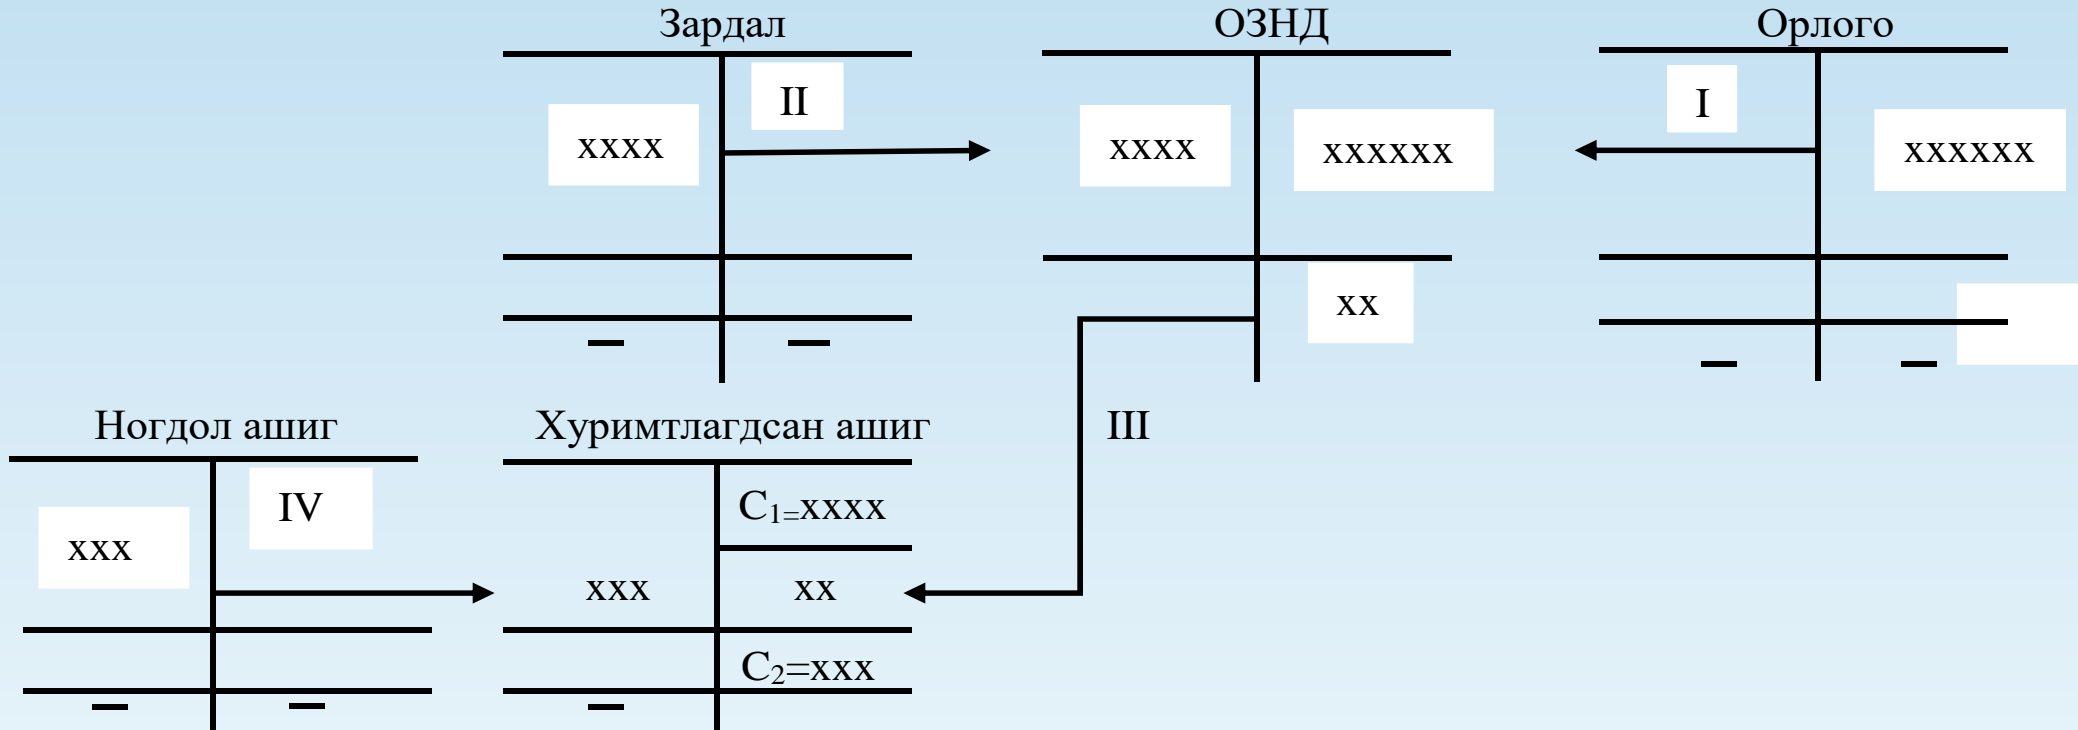 Зардал ОЗНД Орлого
II I
xxxx xxxx xxxxxx xxxxxx
xx
Ногдол ашиг Хуримтлагдсан ашиг III
IV C₁₌xxxx
xxx
xxx xx
C₂=xxx